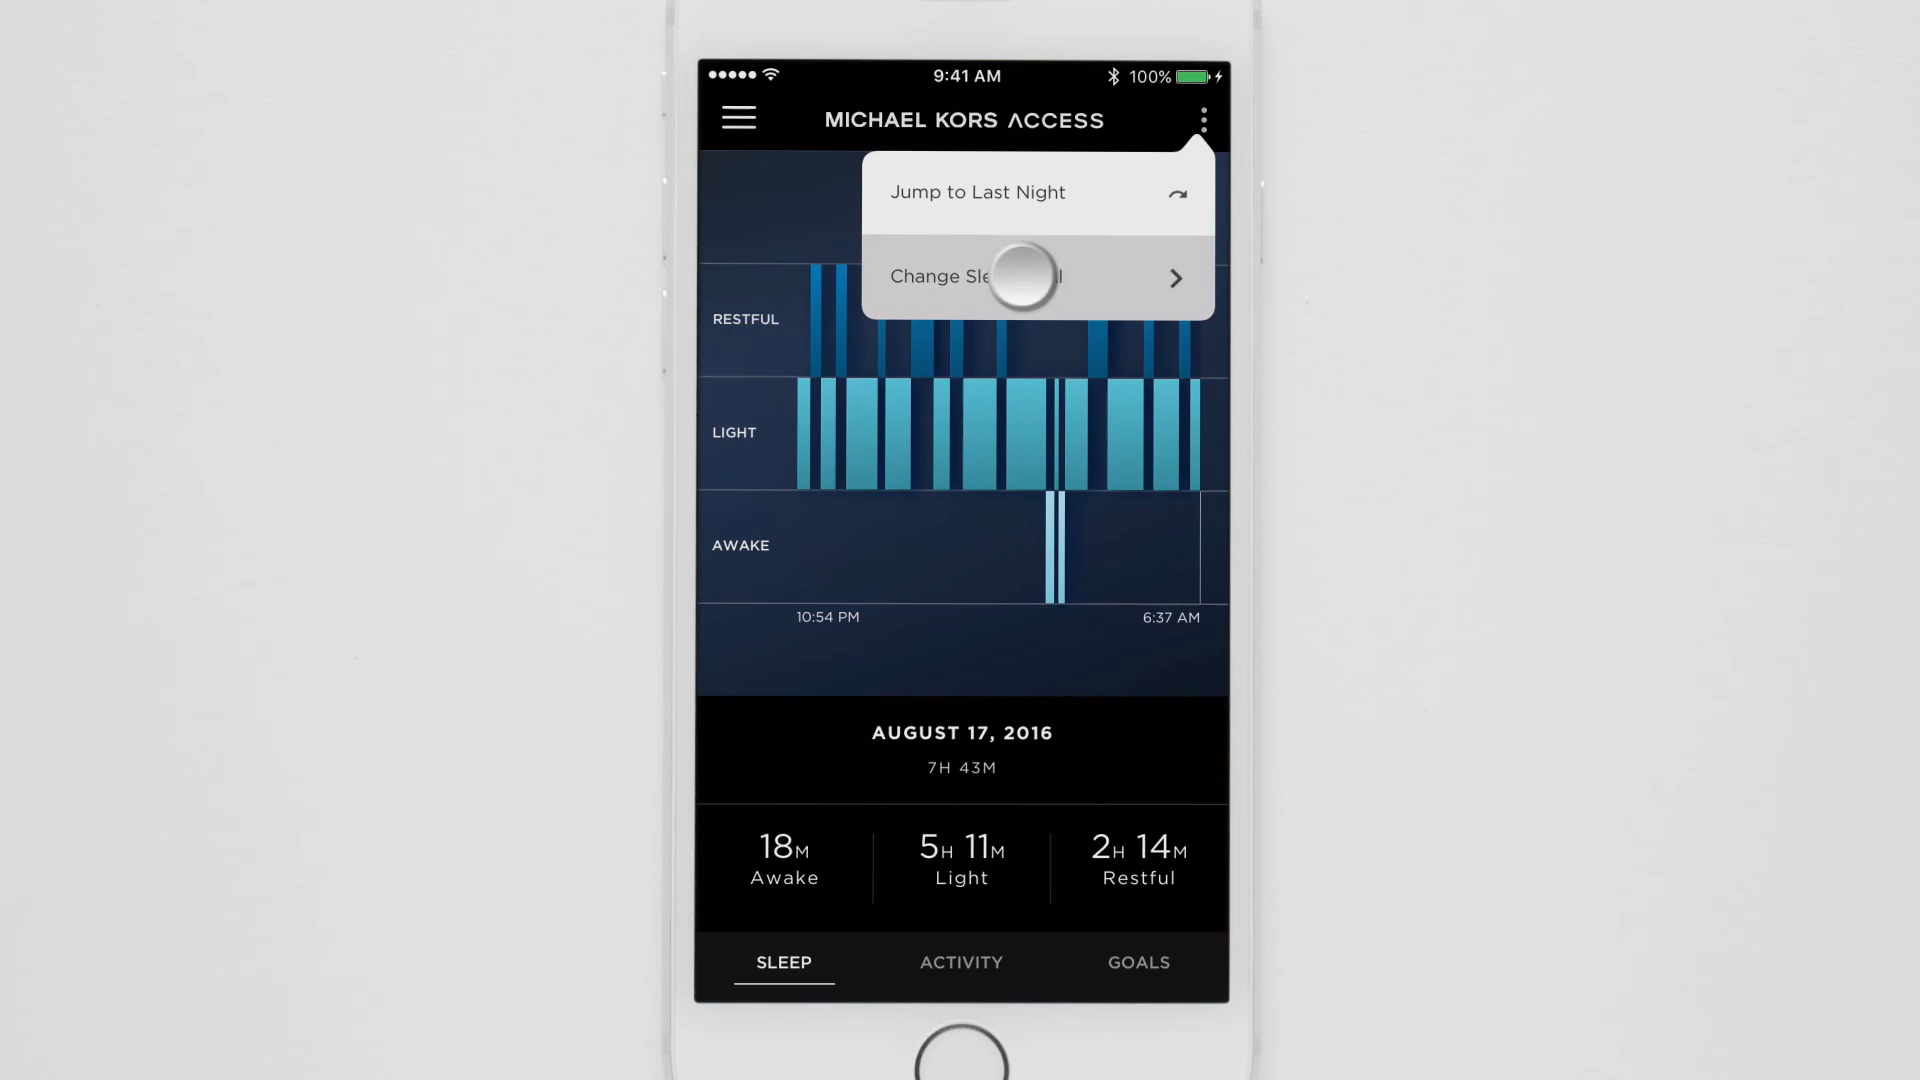 9:41 AM
100%
MICHAEL KORS ACCESS
Jump to Last Night
Change
RESTFUL
LIGHT
AWAKE
10:54 PM
6:37 AM
AUGUST 17, 2016
7H 43M
18M
Awake
5H 11M
Light
2H 14M
Restful
SLEEP
ACTIVITY
GOALS